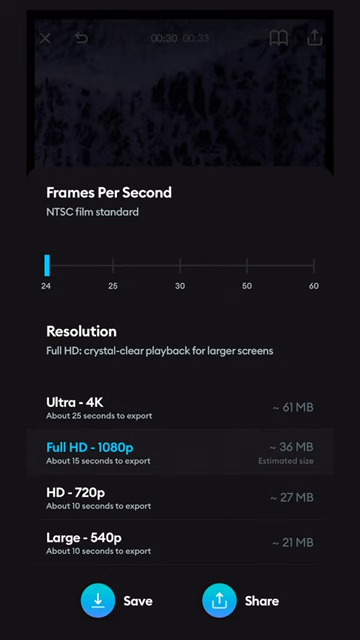 00:30 00:33
Frames Per Second
NTSC film standard
24 25 30 50 60
Resolution
Full HD: crystal-clear playback for larger screens
Ultra - 4K
~ 61 MB
About 25 seconds to export
Full HD - 1080p
~ 36 MB
About 15 seconds to export
Estimated size
HD - 720p
~ 27 MB
About 10 seconds to export
Large - 540p
~ 21 MB
About 10 seconds to export
Save Share